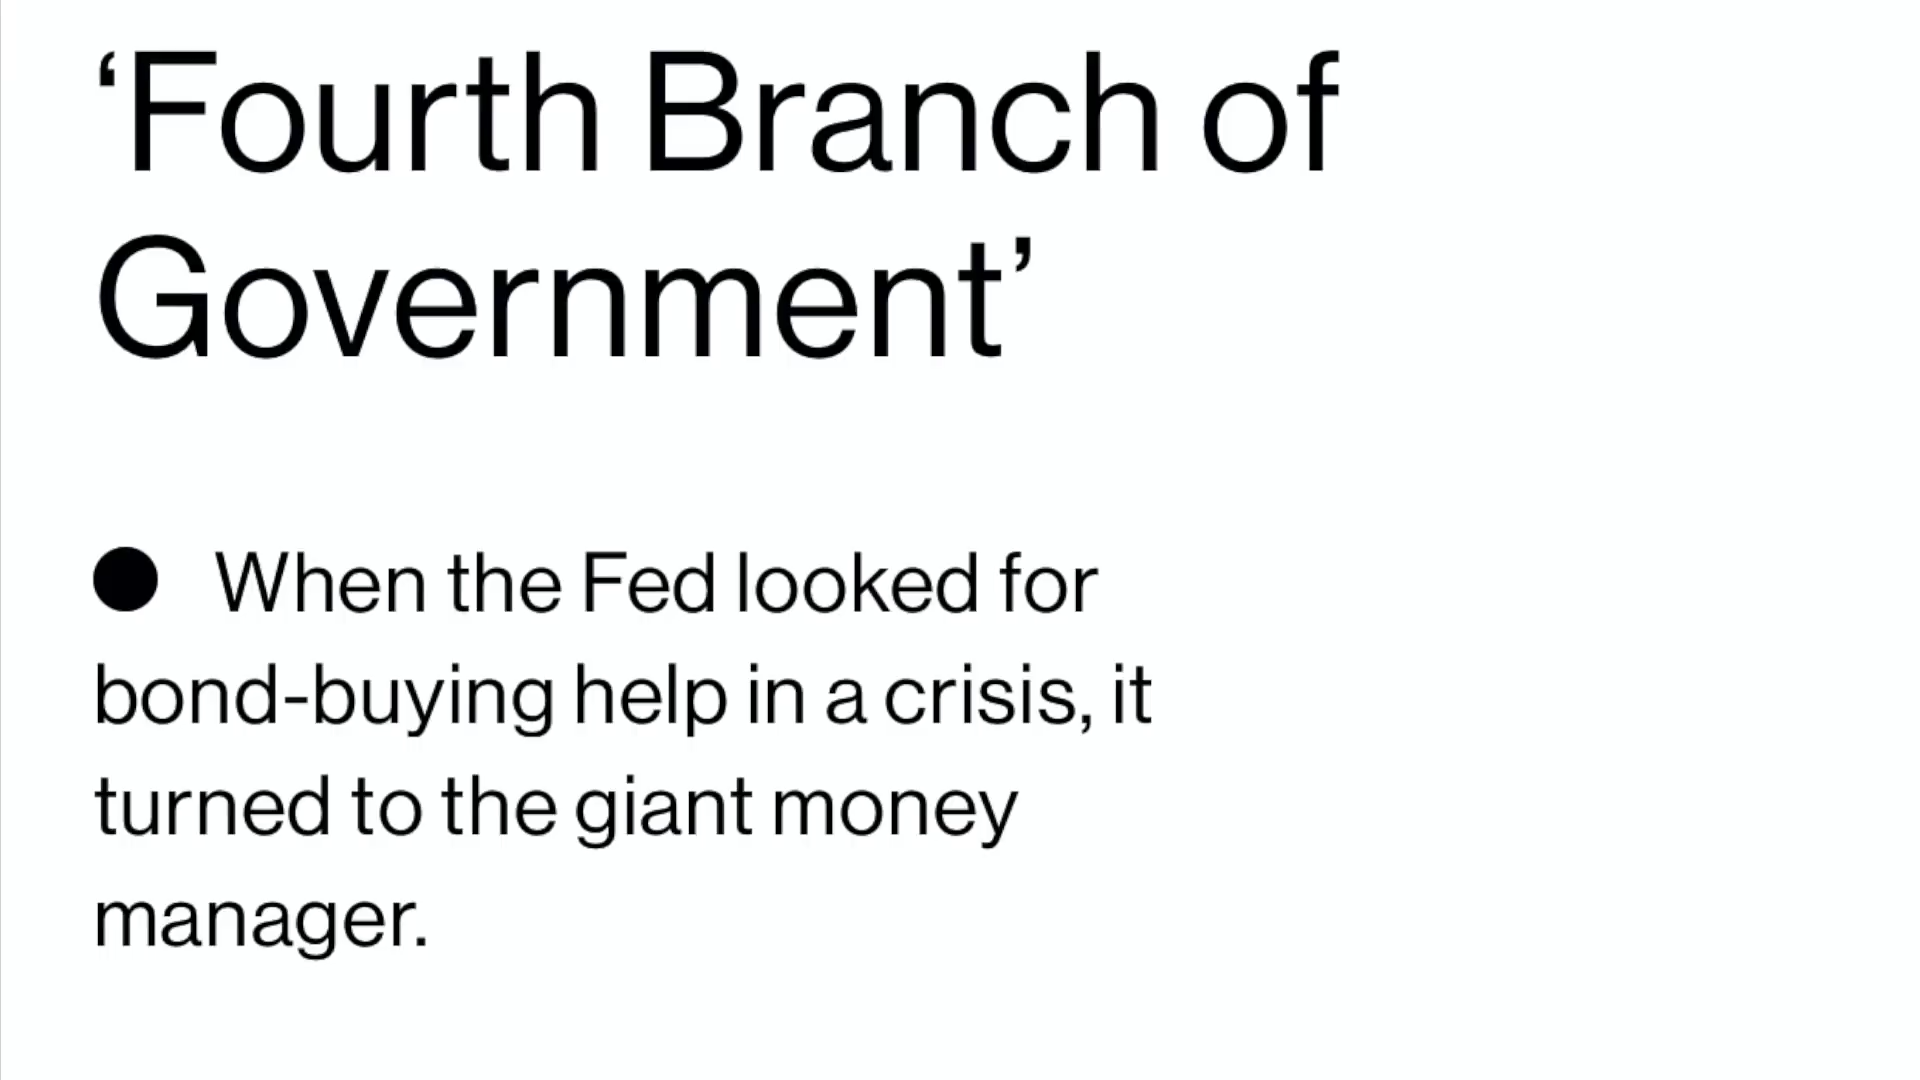 ‘Fourth Branch of
Government’
● When the Fed looked for
bond-buying help in a crisis, it
turned to the giant money
manager.